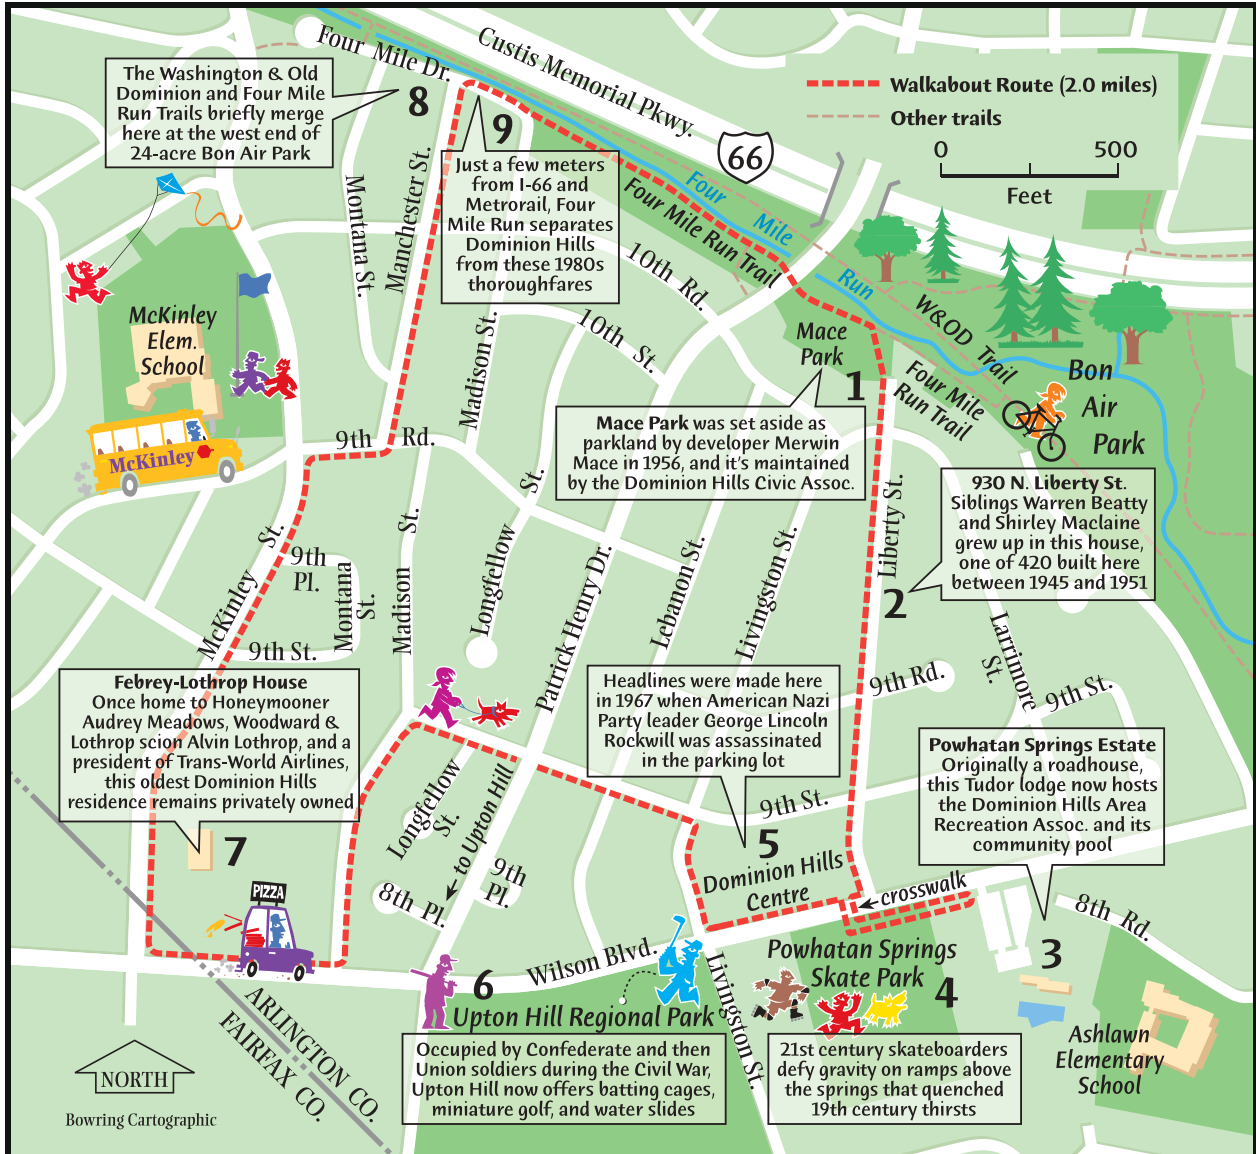 Four Mile Dr.
Custis Memorial Pkwy.
66
Walkabout Route (2.0 miles)
Other trails
0 500
Feet
The Washington & Old
Dominion and Four Mile
Run Trails briefly merge
here at the west end of
24-acre Bon Air Park
8
9
Just a few meters
from I-66 and
Metrorail, Four
Mile Run separates
Dominion Hills
from these 1980s
thoroughfares
Montana St.
Manchester St.
Four Mile Run
Four Mile Run Trail
10th Rd.
10th St.
Madison St.
W&OD Trail
Four Mile
Run Trail
Bon
Air
Park
McKinley
Elem.
School
McKinley
Mace
Park
1
Mace Park was set aside as
parkland by developer Merwin
Mace in 1956, and it's maintained
by the Dominion Hills Civic Assoc.
9th Rd.
930 N. Liberty St.
Siblings Warren Beatty
and Shirley Maclaine
grew up in this house,
one of 420 built here
between 1945 and 1951
2
McKinley St.
9th
Pl.
Montana
St.
9th St.
Madison St.
Longfellow St.
Patrick Henry Dr.
Lebanon St.
Livingston St.
Liberty St.
Larrimore
St.
9th Rd.
9th St.
Febrey-Lothrop House
Once home to Honeymooner
Audrey Meadows, Woodward &
Lothrop scion Alvin Lothrop, and a
president of Trans-World Airlines,
this oldest Dominion Hills
residence remains privately owned
7
Headlines were made here
in 1967 when American Nazi
Party leader George Lincoln
Rockwill was assassinated
in the parking lot
5
9th St.
Powhatan Springs Estate
Originally a roadhouse,
this Tudor lodge now hosts
the Dominion Hills Area
Recreation Assoc. and its
community pool
3
Longfellow
St.
to Upton Hill
9th
Pl.
8th Pl.
Dominion Hills
Centre
crosswalk
8th Rd.
PIZZA
Wilson Blvd.
6
Upton Hill Regional Park
Occupied by Confederate and then
Union soldiers during the Civil War,
Upton Hill now offers batting cages,
miniature golf, and water slides
Livingston St.
Powhatan Springs
Skate Park
4
21st century skateboarders
defy gravity on ramps above
the springs that quenched
19th century thirsts
Ashlawn
Elementary
School
ARLINGTON CO.
FAIRFAX CO.
NORTH
Bowring Cartographic